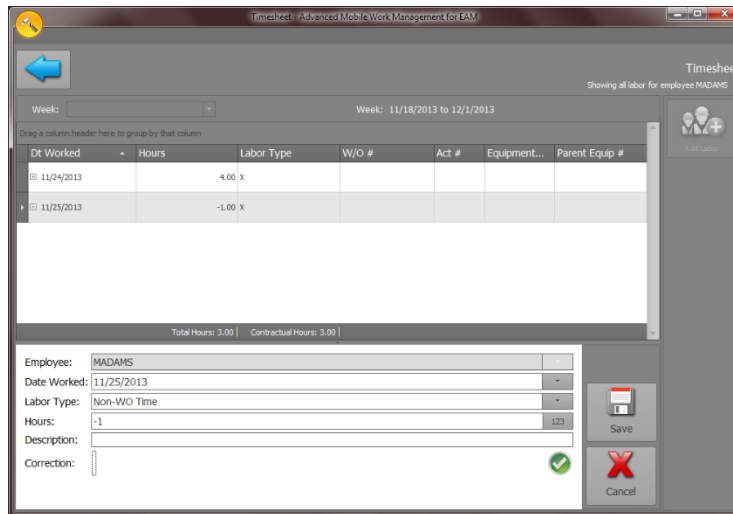 Timesheet - Advanced Mobile Work Management for EAM
Timeshee
Showing all labor for employee MADAMS
Week:
Week: 11/18/2013 to 12/1/2013
Drag a column header here to group by that column
Add Labor
Dt Worked Hours Labor Type W/O # Act # Equipment... Parent Equip #
11/24/2013 4.00 X
11/25/2013 -1.00 X
Total Hours: 3.00 Contractual Hours: 3.00
Employee: MADAMS
Date Worked: 11/25/2013
Labor Type: Non-WO Time
Hours: -1 123
Description:
Correction:
Save
Cancel